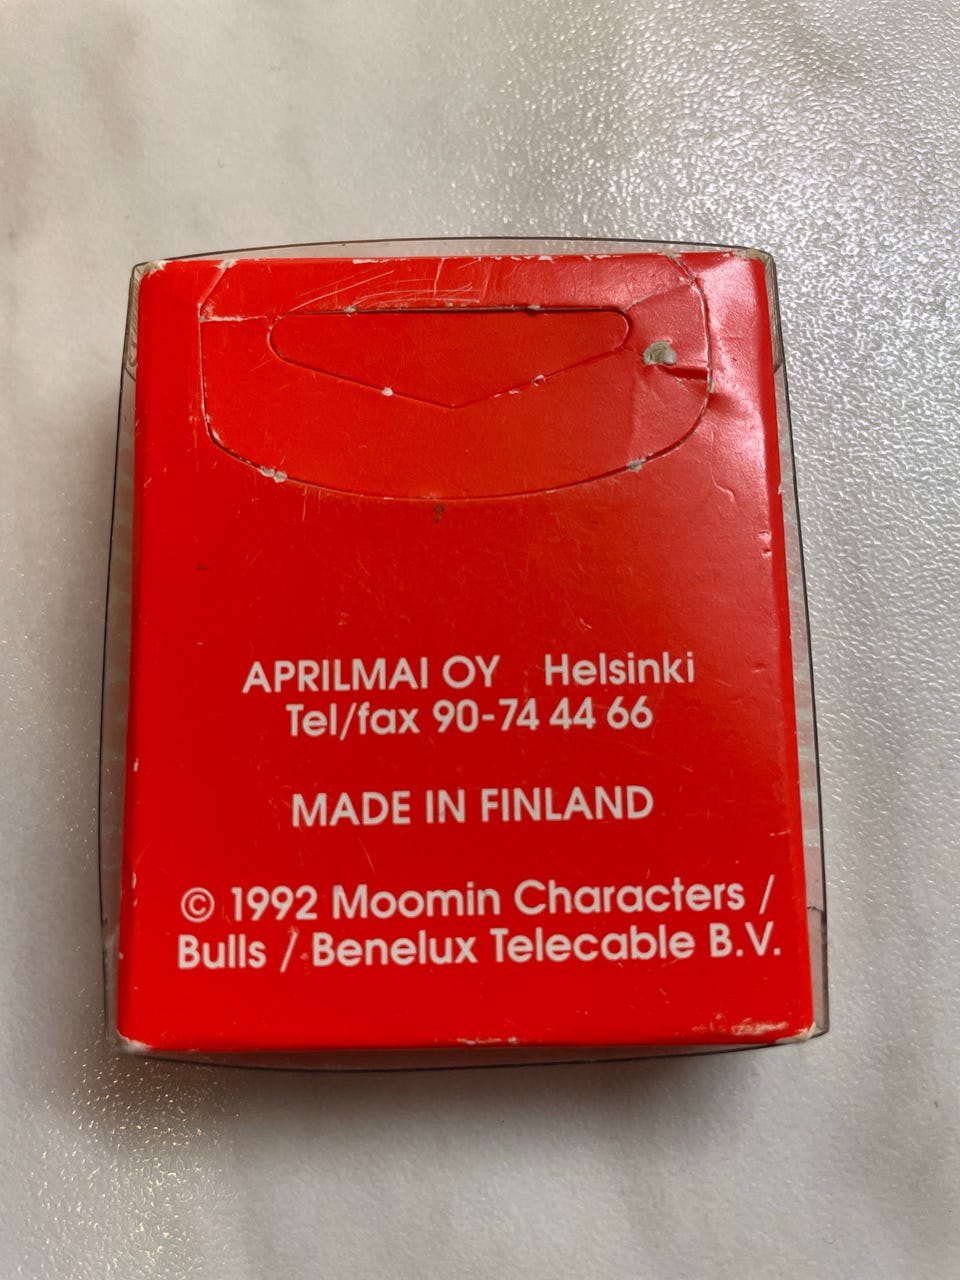 APRILMAI OY Helsinki
Tel/fax 90-74 44 66
MADE IN FINLAND
© 1992 Moomin Characters /
Bulls / Benelux Telecable B.V.